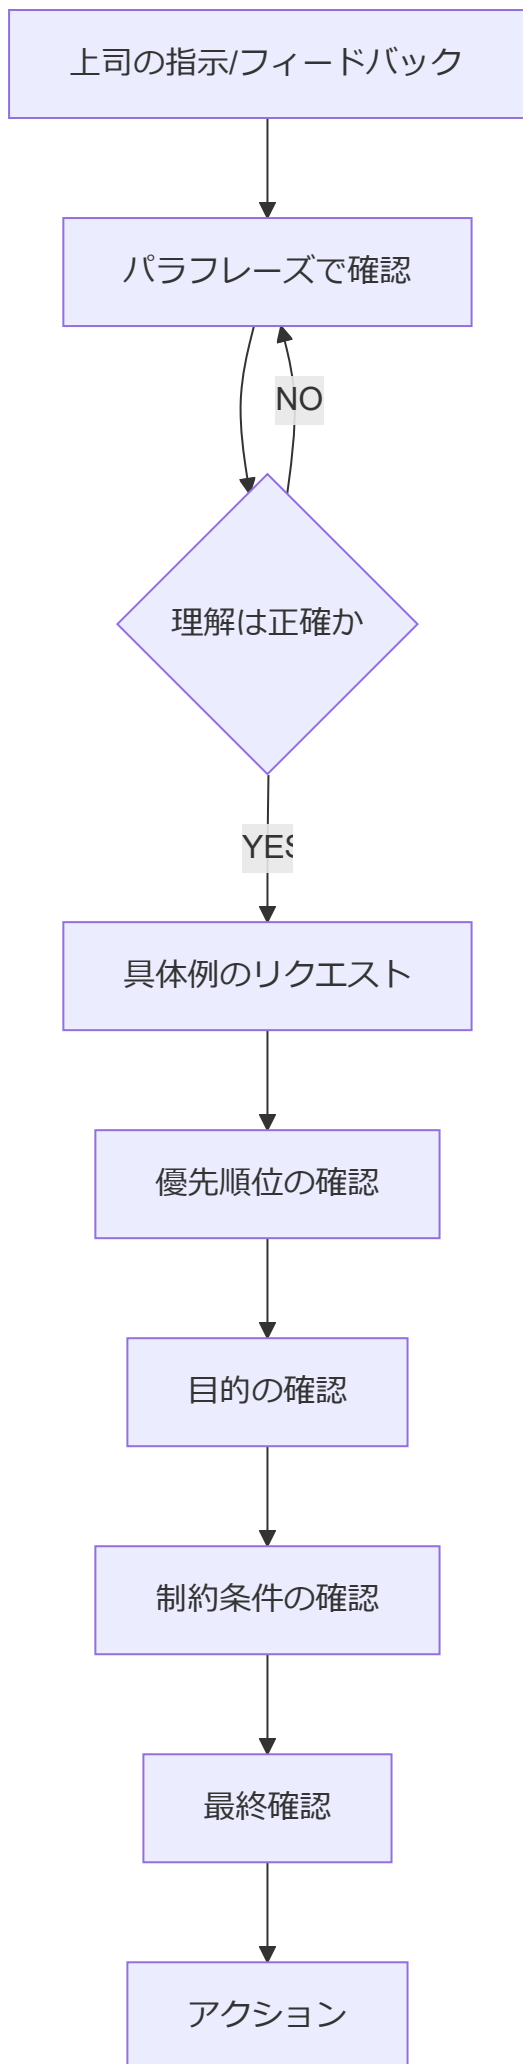 上司の指示/フィードバック
パラフレーズで確認
NO
理解は正確か
YES
具体例のリクエスト
優先順位の確認
目的の確認
制約条件の確認
最終確認
アクション